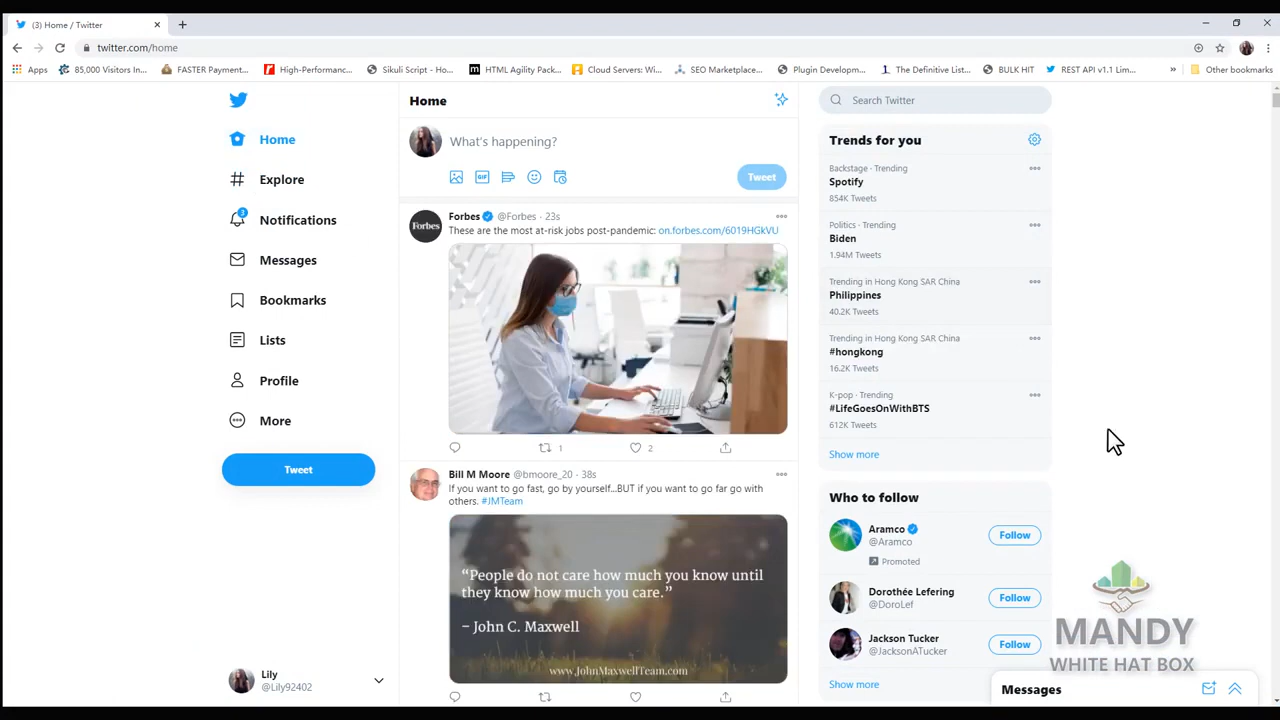 (3) Home / Twitter
twitter.com/home
Apps
85,000 Visitors In...
FASTER Payment...
High-Performanc...
Sikuli Script - Ho...
HTML Agility Pack...
Cloud Servers: Wi...
SEO Marketplace...
Plugin Developm...
The Definitive List...
BULK HIT
REST API v1.1 Lim...
»
Other bookmarks
Home
Explore
3
Notifications
Messages
Bookmarks
Lists
Profile
More
Tweet
Lily
@Lily92402
Home
What's happening?
GIF
Tweet
Forbes
Forbes @Forbes · 23s
These are the most at-risk jobs post-pandemic: on.forbes.com/6019HGkVU
1
2
Bill M Moore @bmoore_20 · 38s
If you want to go fast, go by yourself...BUT if you want to go far go with
others. #JMTeam
“People do not care how much you know until
they know how much you care.”
– John C. Maxwell
www.JohnMaxwellTeam.com
Search Twitter
Trends for you
Backstage · Trending
Spotify
854K Tweets
Politics · Trending
Biden
1.94M Tweets
Trending in Hong Kong SAR China
Philippines
40.2K Tweets
Trending in Hong Kong SAR China
#hongkong
16.2K Tweets
K-pop · Trending
#LifeGoesOnWithBTS
612K Tweets
Show more
Who to follow
Aramco
@Aramco
Follow
Promoted
Dorothée Lefering
@DoroLef
Follow
Jackson Tucker
@JacksonATucker
Follow
Show more
MANDY
WHITE HAT BOX
Messages